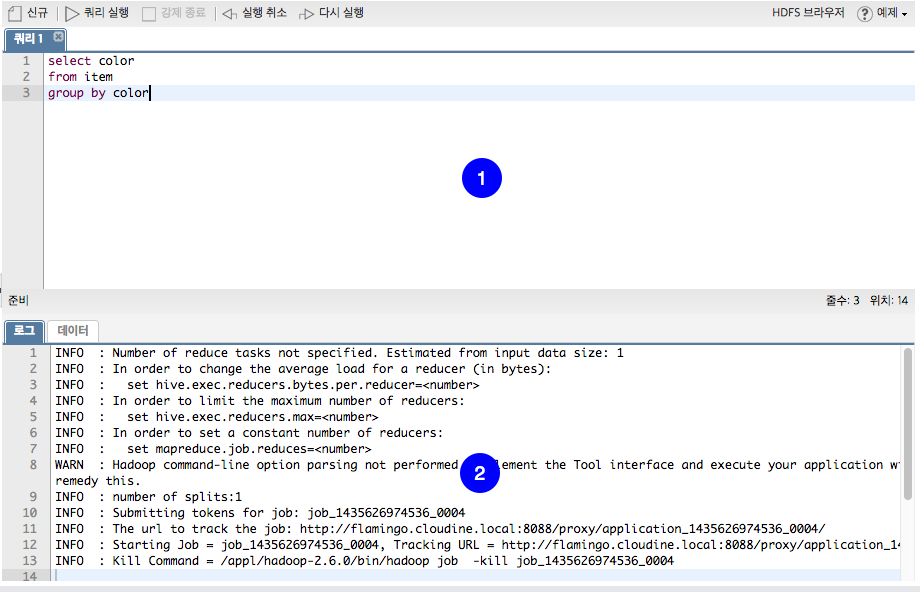 신규 쿼리 실행 강제 종료 실행 취소 다시 실행 HDFS 브라우저 ? 예제
쿼리 1
1 select color
2 from item
3 group by color
1
준비 줄수: 3 위치: 14
로그 데이터
1 INFO : Number of reduce tasks not specified. Estimated from input data size: 1
2 INFO : In order to change the average load for a reducer (in bytes):
3 INFO : set hive.exec.reducers.bytes.per.reducer=<number>
4 INFO : In order to limit the maximum number of reducers:
5 INFO : set hive.exec.reducers.max=<number>
6 INFO : In order to set a constant number of reducers:
7 INFO : set mapreduce.job.reduces=<number>
8 WARN : Hadoop command-line option parsing not performed. lement the Tool interface and execute your application
remedy this.
2
9 INFO : number of splits:1
10 INFO : Submitting tokens for job: job_1435626974536_0004
11 INFO : The url to track the job: http://flamingo.cloudine.local:8088/proxy/application_1435626974536_0004/
12 INFO : Starting Job = job_1435626974536_0004, Tracking URL = http://flamingo.cloudine.local:8088/proxy/application_14
13 INFO : Kill Command = /appl/hadoop-2.6.0/bin/hadoop job -kill job_1435626974536_0004
14